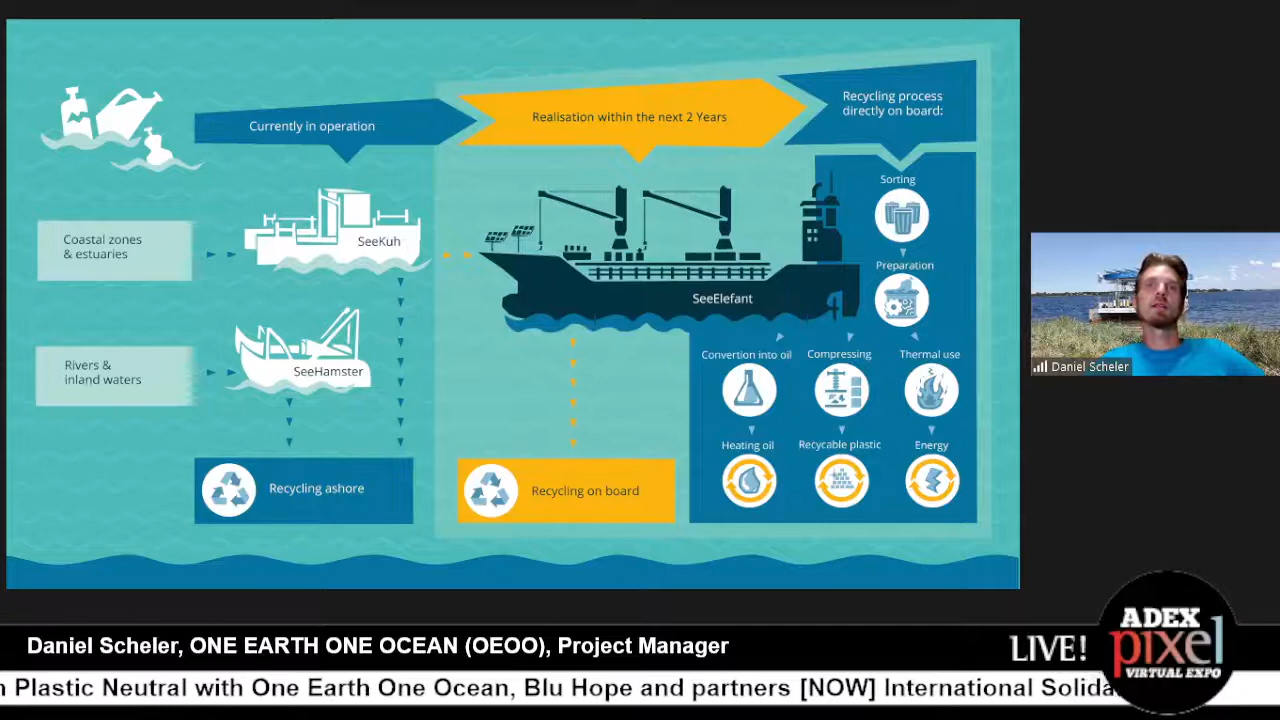 Currently in operation
Realisation within the next 2 Years
Recycling process
directly on board:
Coastal zones
& estuaries
SeeKuh
Rivers &
inland waters
SeeHamster
SeeElefant
Sorting
Preparation
Convertion into oil
Compressing
Thermal use
Heating oil
Recycable plastic
Energy
Recycling ashore
Recycling on board
Daniel Scheler
Daniel Scheler, ONE EARTH ONE OCEAN (OEOO), Project Manager
LIVE!
ADEX
pixel
VIRTUAL EXPO
n Plastic Neutral with One Earth One Ocean, Blu Hope and partners [NOW] International Solida